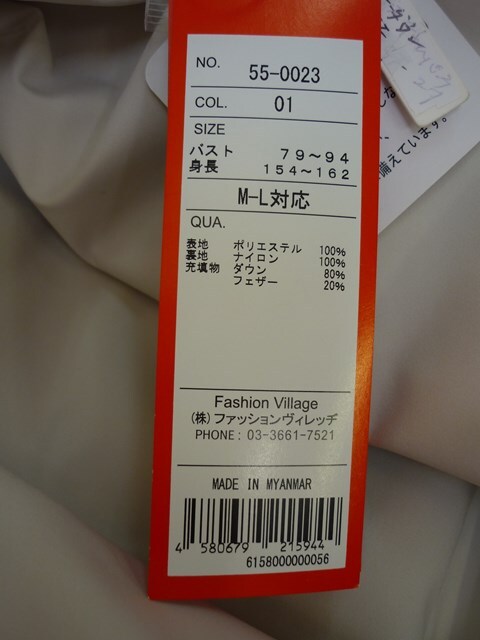 NO. 55-0023
COL. 01
SIZE
バスト 79～94
身長 154～162
M-L対応
QUA.
表地 ポリエステル 100%
裏地 ナイロン 100%
充填物 ダウン 80%
フェザー 20%
Fashion Village
(株)ファッションヴィレッヂ
PHONE: 03-3661-7521
MADE IN MYANMAR
4 580679 215944
6158000000056
備えています。